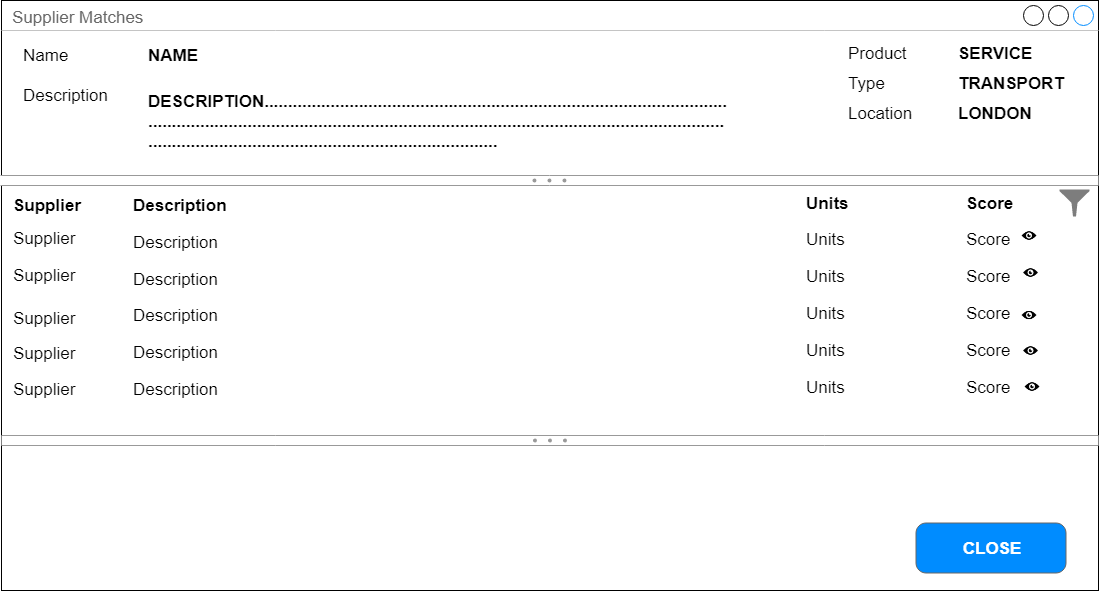 Supplier Matches
Name NAME Product SERVICE
Description DESCRIPTION.......................................................................................... Type TRANSPORT
................................................................................................................ Location LONDON
....................................................................
Supplier Description Units Score
Supplier Description Units Score
Supplier Description Units Score
Supplier Description Units Score
Supplier Description Units Score
Supplier Description Units Score
CLOSE